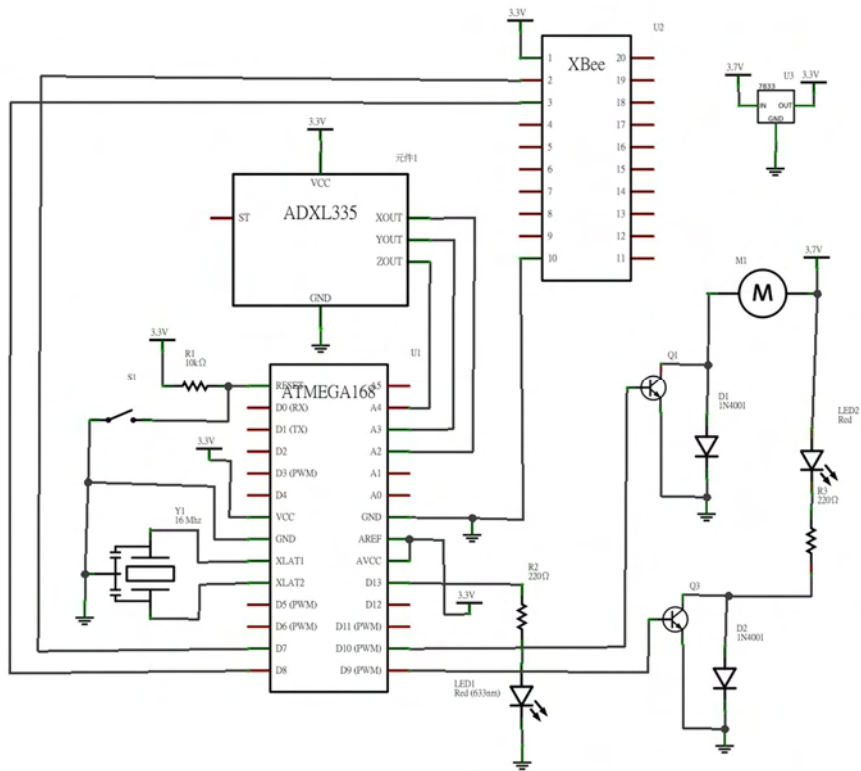 3.3V
U2
XBee
1
2
3
4
5
6
7
8
9
10
20
19
18
17
16
15
14
13
12
11
3.7V
U3
3.3V
7833
IN
OUT
GND
3.3V
元件1
VCC
ADXL335
ST
XOUT
YOUT
ZOUT
GND
3.3V
R1
10kΩ
S1
U1
ATMEGA168
RESET
D0 (RX)
D1 (TX)
D2
D3 (PWM)
D4
VCC
GND
XLAT1
XLAT2
D5 (PWM)
D6 (PWM)
D7
D8
A5
A4
A3
A2
A1
A0
GND
AREF
AVCC
D13
D12
D11 (PWM)
D10 (PWM)
D9 (PWM)
3.3V
Y1
16 Mhz
3.3V
R2
220Ω
LED1
Red (633nm)
M1
M
3.7V
Q1
D1
1N4001
LED2
Red
R3
220Ω
Q3
D2
1N4001